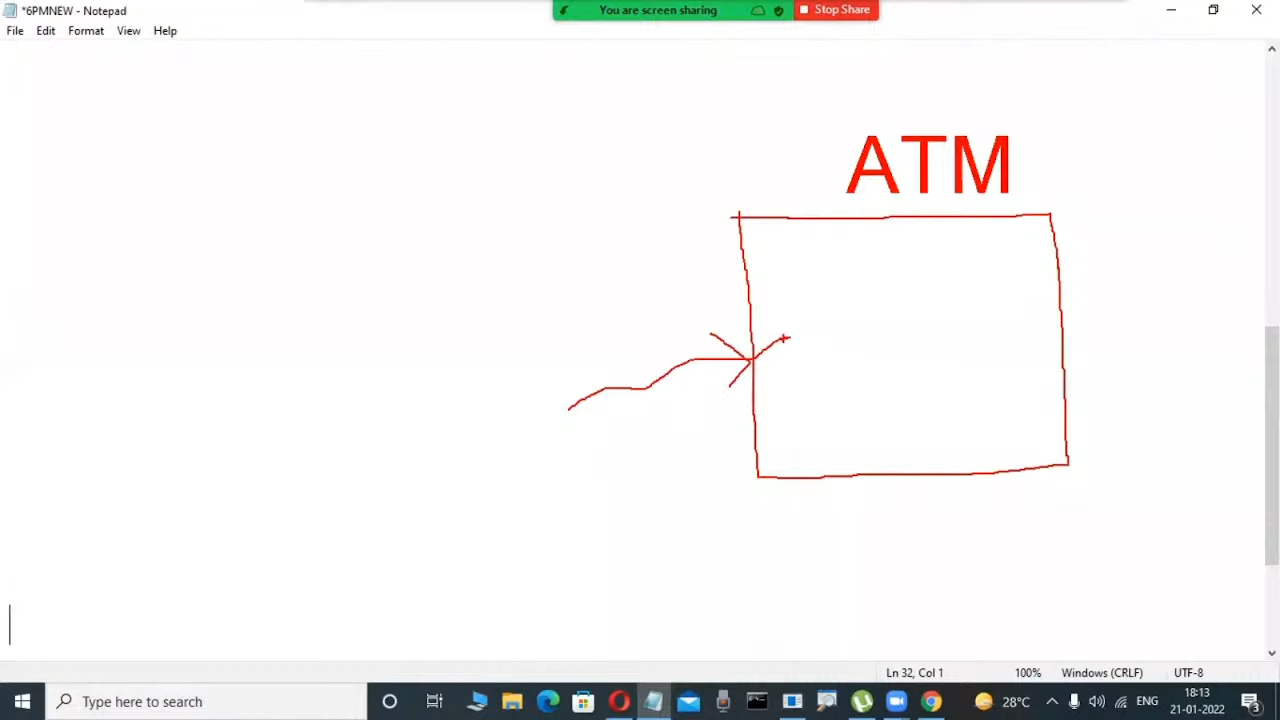 *6PMNEW - Notepad
You are screen sharing
Stop Share
File Edit Format View Help
ATM
Ln 32, Col 1 100% Windows (CRLF) UTF-8
Type here to search
28°C
ENG
18:13
21-01-2022
3